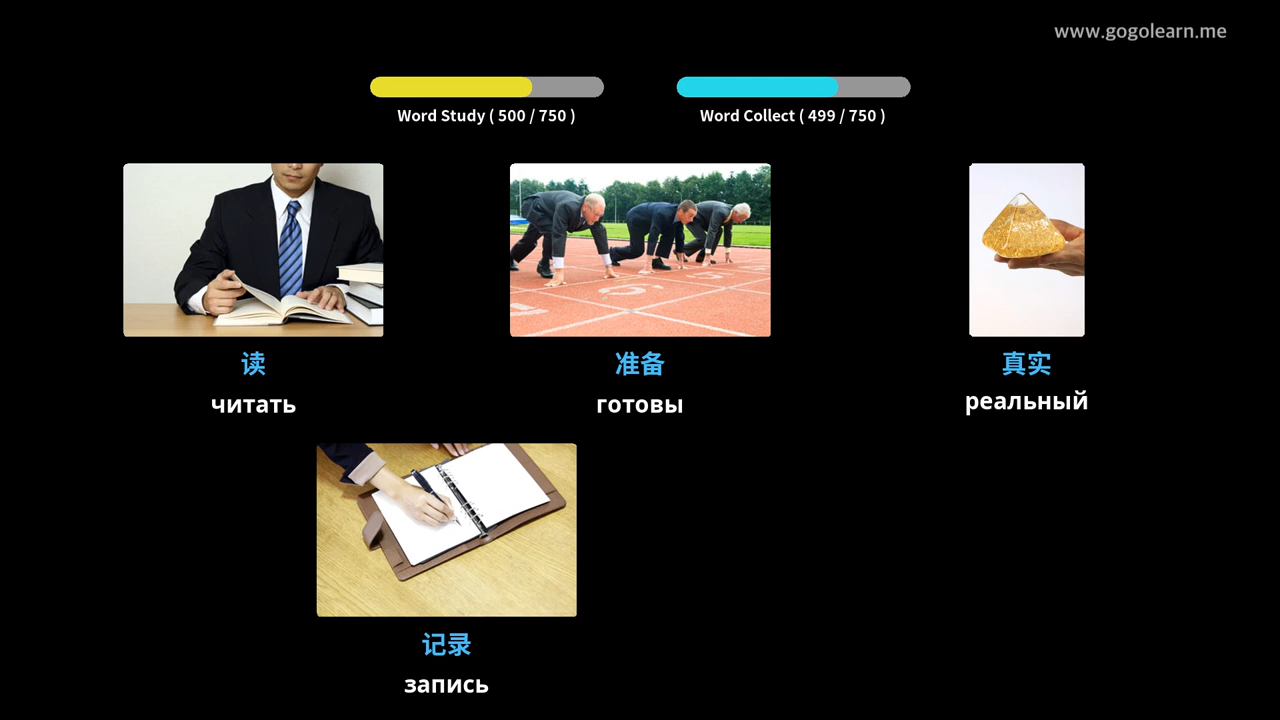 www.gogolearn.me
Word Study ( 500 / 750 )
Word Collect ( 499 / 750 )
读
читать
准备
готовы
真实
реальный
记录
запись